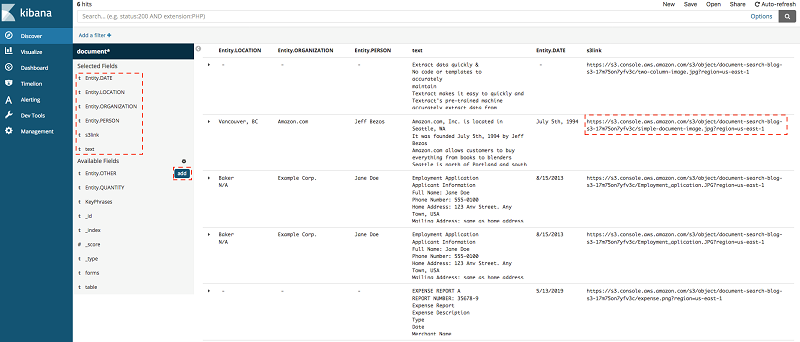 kibana
Discover
Visualize
Dashboard
Timelion
Alerting
Dev Tools
Management
6 hits
New Save Open Share Auto-refresh
Search... (e.g. status:200 AND extension:PHP)
Options
Add a filter +
document*
Selected Fields
t Entity.DATE
t Entity.LOCATION
t Entity.ORGANIZATION
t Entity.PERSON
t s3link
t text
Available Fields
t Entity.OTHER add
t Entity.QUANTITY
t KeyPhrases
t _id
t _index
# _score
t _type
t forms
t table
Entity.LOCATION Entity.ORGANIZATION Entity.PERSON text Entity.DATE s3link
- - - Extract data quickly & - https://s3.console.aws.amazon.com/s3/object/document-search-blog-
No code or templates to s3-17m75on7yfv3c/two-column-image.jpg?region=us-east-1
accurately
maintain
Textract makes it easy to quickly and
Textract's pre-trained machine
accurately extract data from
Vancouver, BC Amazon.com Jeff Bezos Amazon.com, Inc. is located in July 5th, 1994 https://s3.console.aws.amazon.com/s3/object/document-search-blog-
Seattle, WA s3-17m75on7yfv3c/simple-document-image.jpg?region=us-east-1
It was founded July 5th, 1994 by Jeff
Bezos
Amazon.com allows customers to buy
everything from books to blenders
Seattle is north of Portland and south
Baker Example Corp. Jane Doe Employment Application 8/15/2013 https://s3.console.aws.amazon.com/s3/object/document-search-blog-
N/A Applicant Information s3-17m75on7yfv3c/Employment_aplication.JPG?region=us-east-1
Full Name: Jane Doe
Phone Number: 555-0100
Home Address: 123 Any Street. Any
Town, USA
Mailing Address: same as home address
Baker Example Corp. Jane Doe Employment Application 8/15/2013 https://s3.console.aws.amazon.com/s3/object/document-search-blog-
N/A Applicant Information s3-17m75on7yfv3c/Employment_aplication.JPG?region=us-east-1
Full Name: Jane Doe
Phone Number: 555-0100
Home Address: 123 Any Street. Any
Town, USA
Mailing Address: same as home address
- - - EXPENSE REPORT A 5/13/2019 https://s3.console.aws.amazon.com/s3/object/document-search-blog-
REPORT NUMBER: 35678-9 s3-17m75on7yfv3c/expense.png?region=us-east-1
Expense Report
Expense Description
Type
Date
Merchant Name